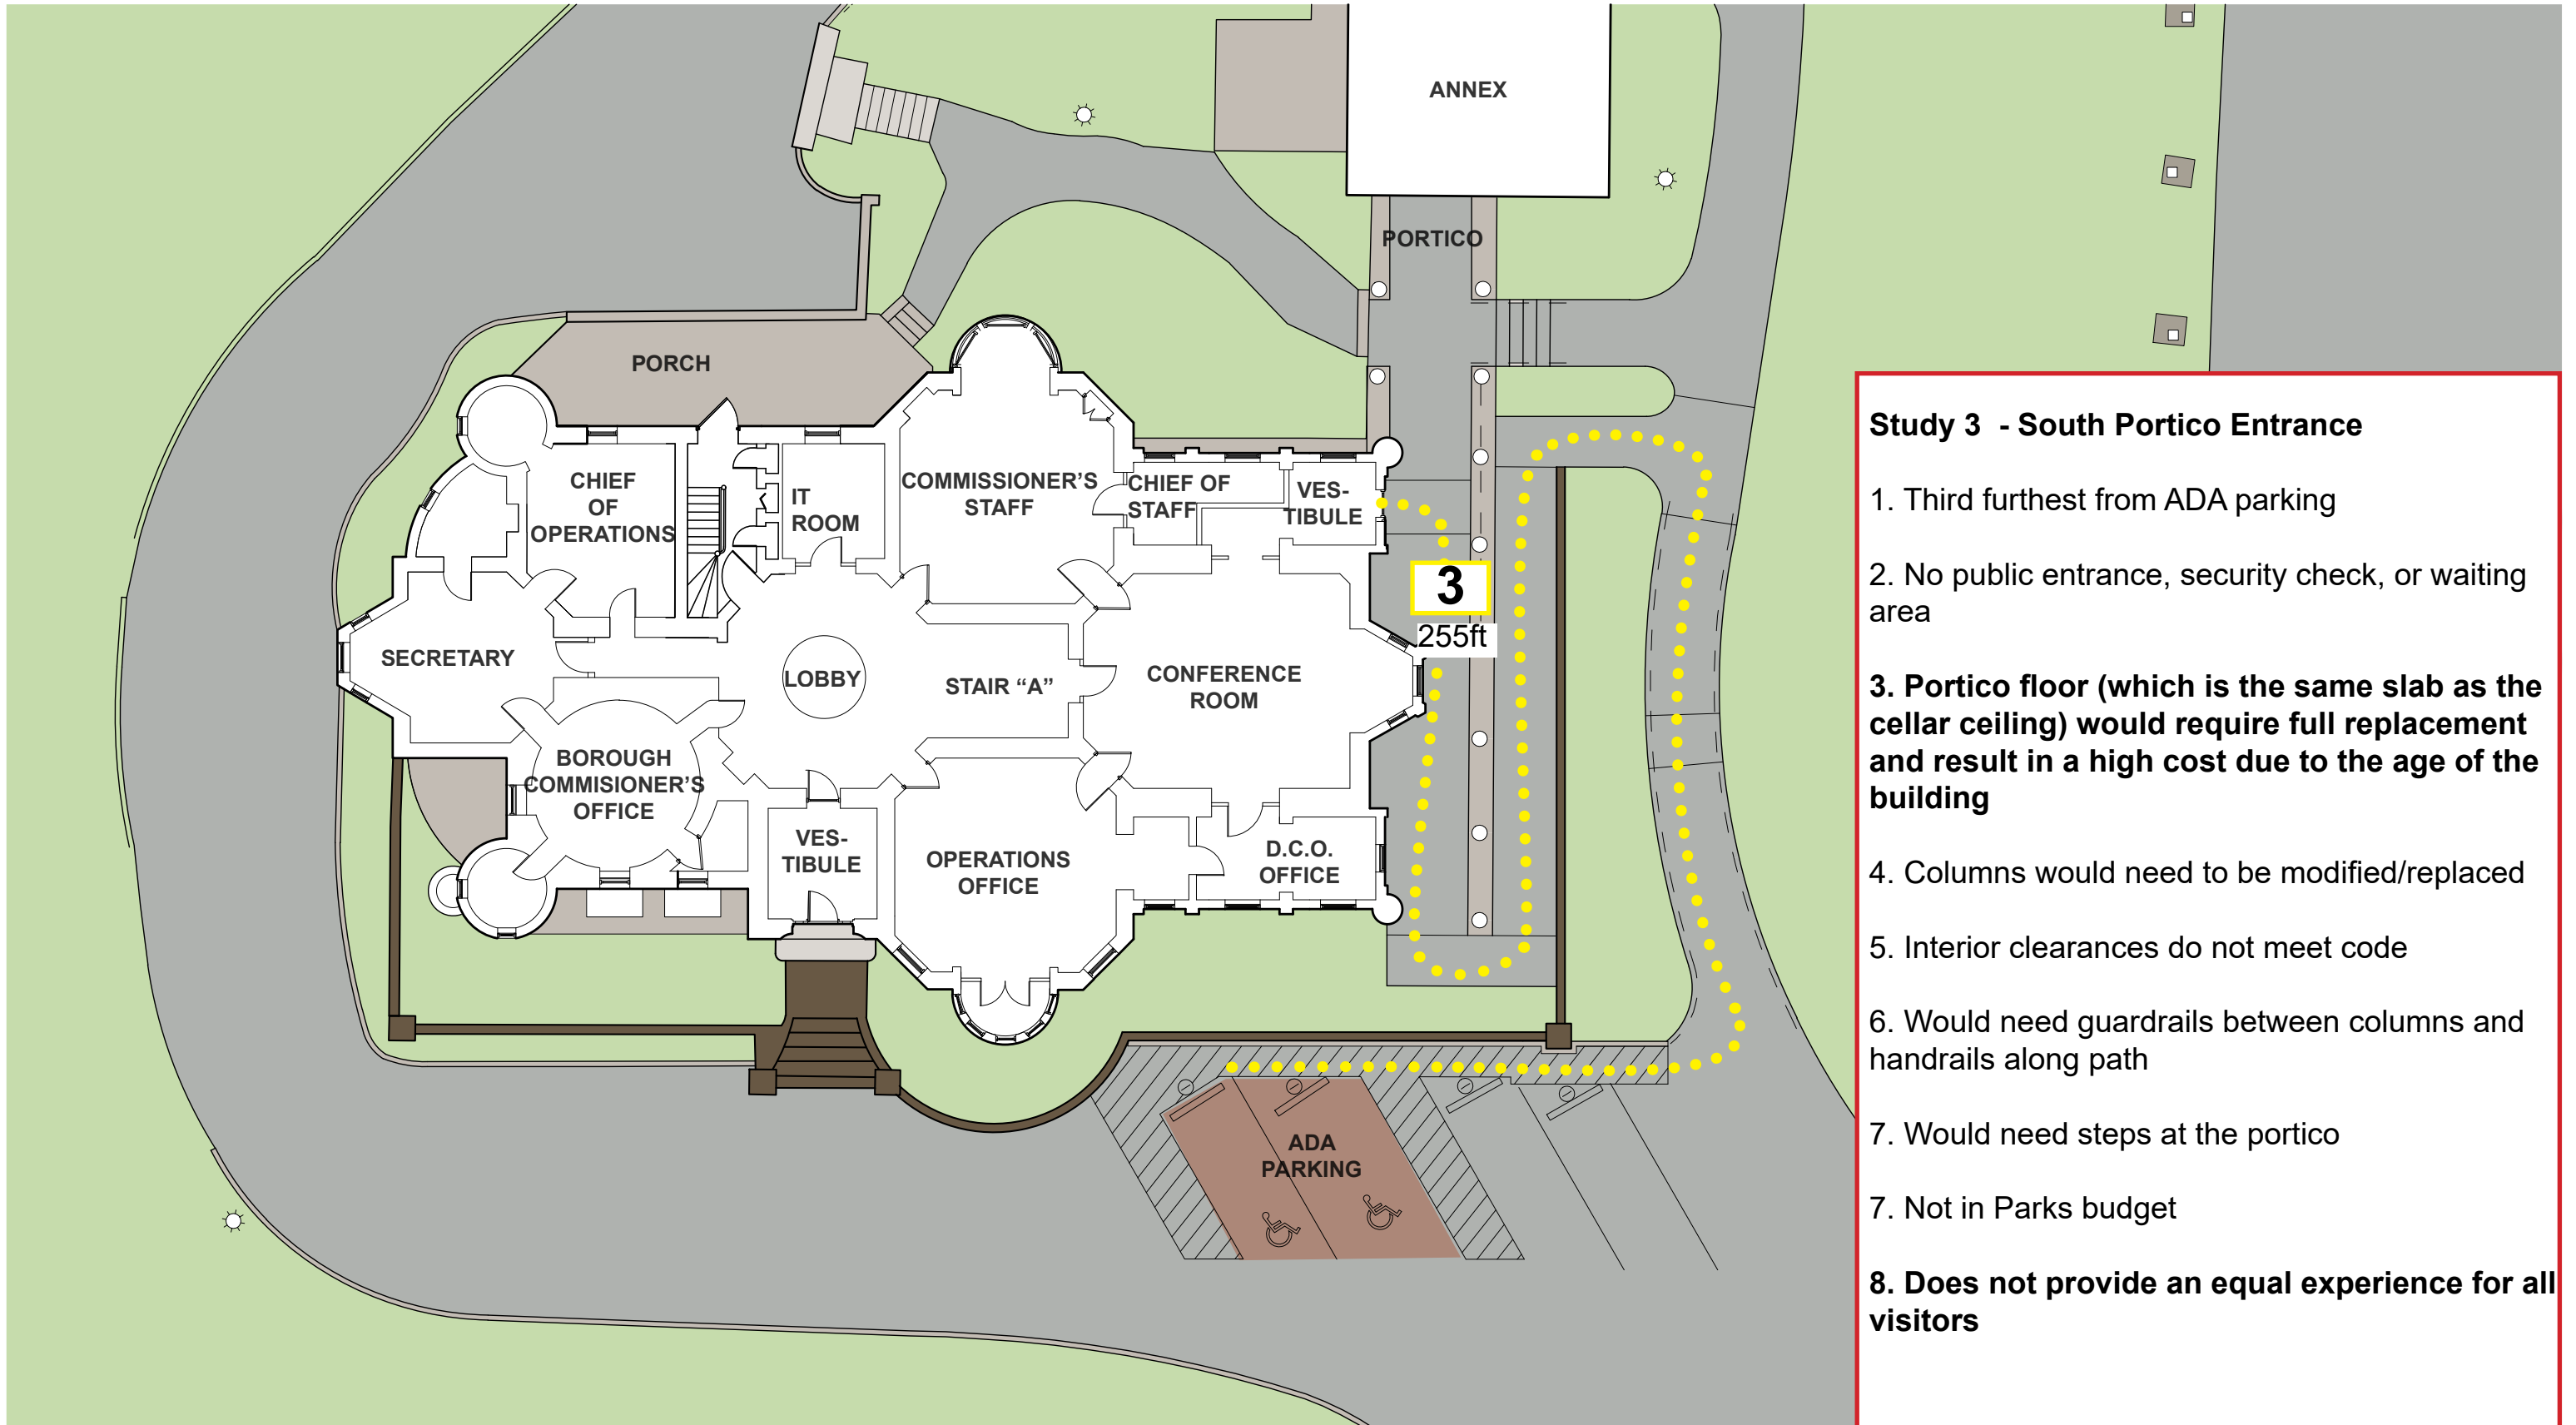 ANNEX
PORTICO
PORCH
CHIEF
OF
OPERATIONS
IT
ROOM
COMMISSIONER'S
STAFF
CHIEF OF
STAFF
VES-
TIBULE
3
255ft
SECRETARY
LOBBY
STAIR “A”
CONFERENCE
ROOM
BOROUGH
COMMISIONER'S
OFFICE
VES-
TIBULE
OPERATIONS
OFFICE
D.C.O.
OFFICE
ADA
PARKING
Study 3 - South Portico Entrance
1. Third furthest from ADA parking
2. No public entrance, security check, or waiting
area
3. Portico floor (which is the same slab as the
cellar ceiling) would require full replacement
and result in a high cost due to the age of the
building
4. Columns would need to be modified/replaced
5. Interior clearances do not meet code
6. Would need guardrails between columns and
handrails along path
7. Would need steps at the portico
7. Not in Parks budget
8. Does not provide an equal experience for all
visitors